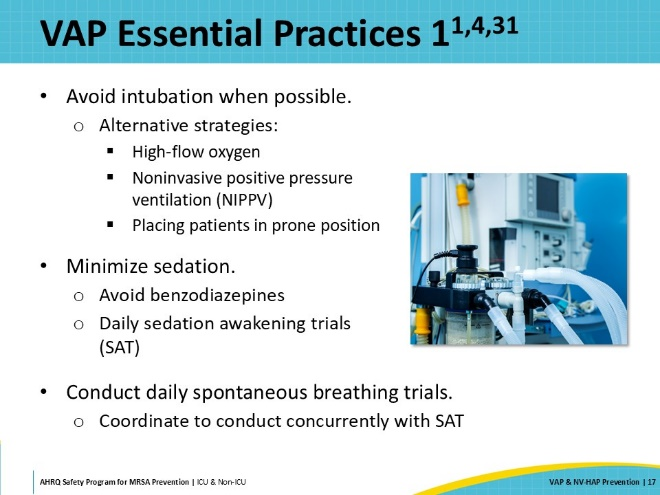 VAP Essential Practices 1 1,4,31
• Avoid intubation when possible.
o Alternative strategies:
▪ High-flow oxygen
▪ Noninvasive positive pressure
ventilation (NIPPV)
▪ Placing patients in prone position
• Minimize sedation.
o Avoid benzodiazepines
o Daily sedation awakening trials
(SAT)
• Conduct daily spontaneous breathing trials.
o Coordinate to conduct concurrently with SAT
AHRQ Safety Program for MRSA Prevention | ICU & Non-ICU
VAP & NV-HAP Prevention | 17